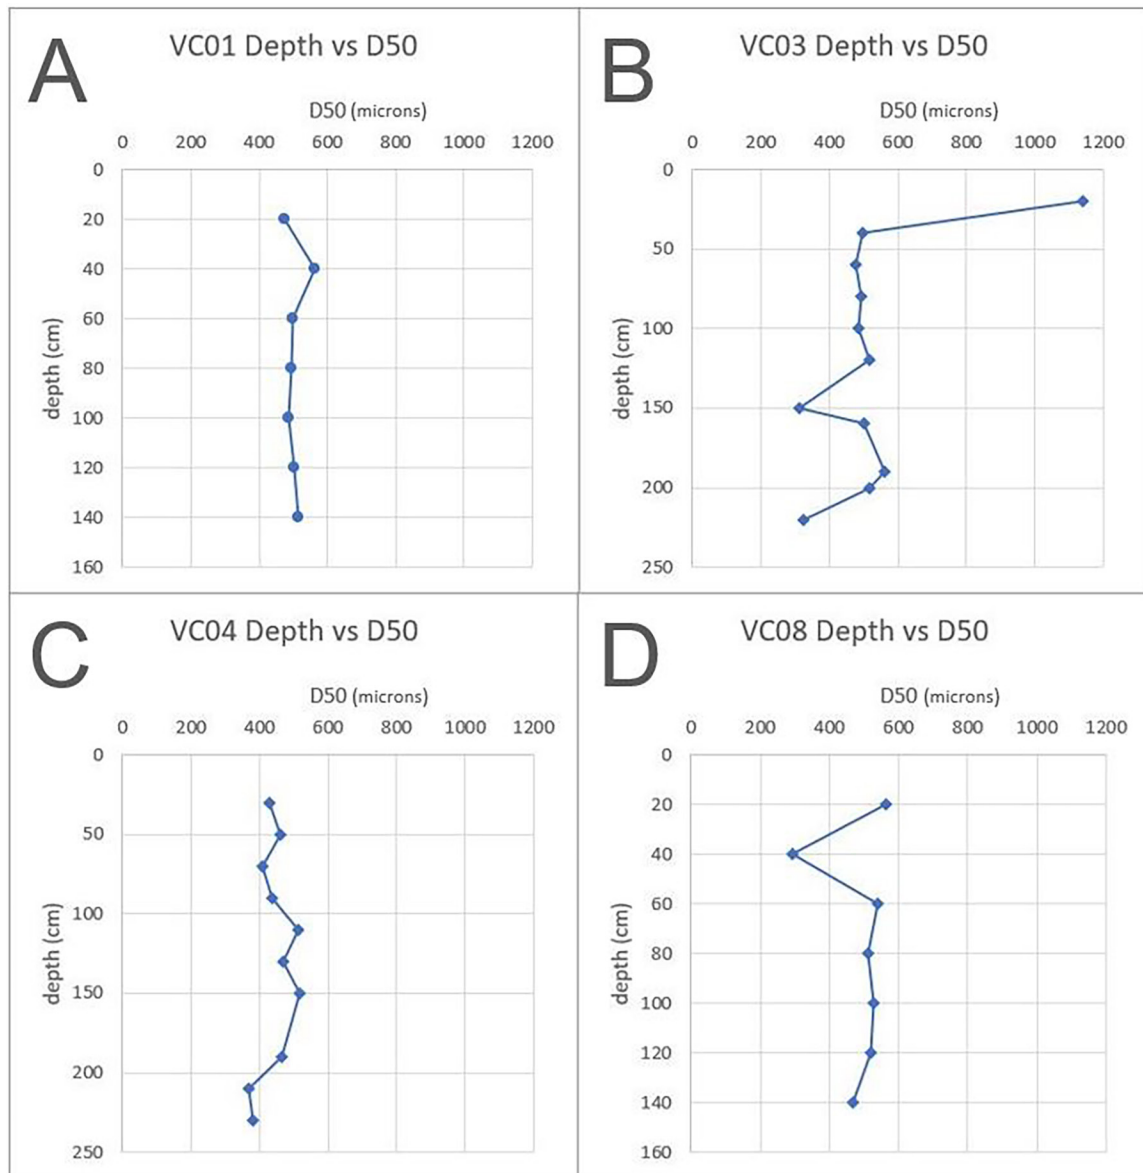 A
VC01 Depth vs D50
D50 (microns)
0 200 400 600 800 1000 1200
0
20
40
60
80
100
120
140
160
depth (cm)
B
VC03 Depth vs D50
D50 (microns)
0 200 400 600 800 1000 1200
0
50
100
150
200
250
depth (cm)
C
VC04 Depth vs D50
D50 (microns)
0 200 400 600 800 1000 1200
0
50
100
150
200
250
depth (cm)
D
VC08 Depth vs D50
D50 (microns)
0 200 400 600 800 1000 1200
0
20
40
60
80
100
120
140
160
depth (cm)